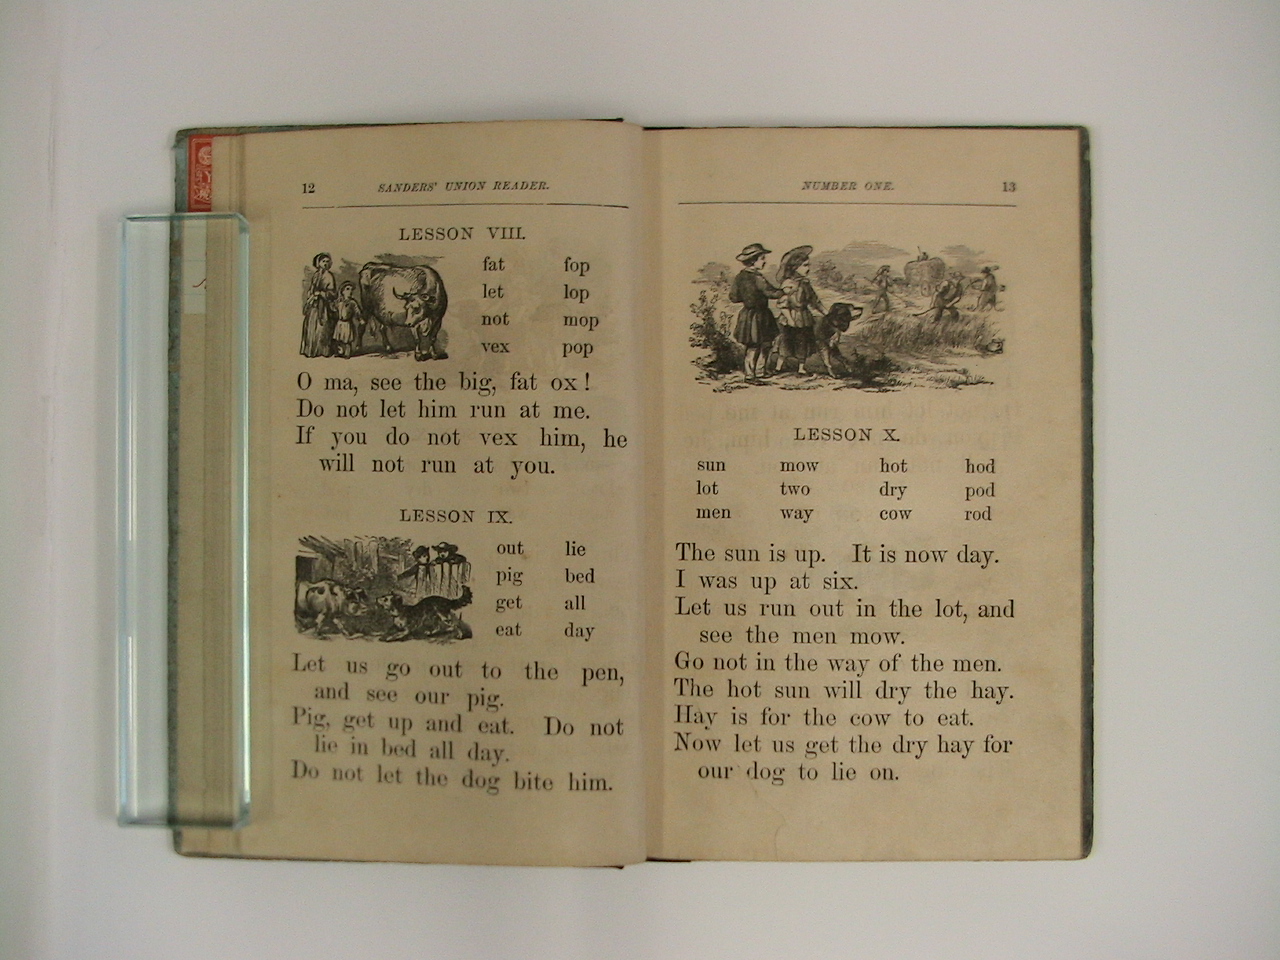 12 SANDERS' UNION READER.
LESSON VIII.
fat fop
let lop
not mop
vex pop
O ma, see the big, fat ox!
Do not let him run at me.
If you do not vex him, he
will not run at you.
LESSON IX.
out lie
pig bed
get all
eat day
Let us go out to the pen,
and see our pig.
Pig, get up and eat. Do not
lie in bed all day.
Do not let the dog bite him.
NUMBER ONE. 13
LESSON X.
sun mow hot hod
lot two dry pod
men way cow rod
The sun is up. It is now day.
I was up at six.
Let us run out in the lot, and
see the men mow.
Go not in the way of the men.
The hot sun will dry the hay.
Hay is for the cow to eat.
Now let us get the dry hay for
our dog to lie on.